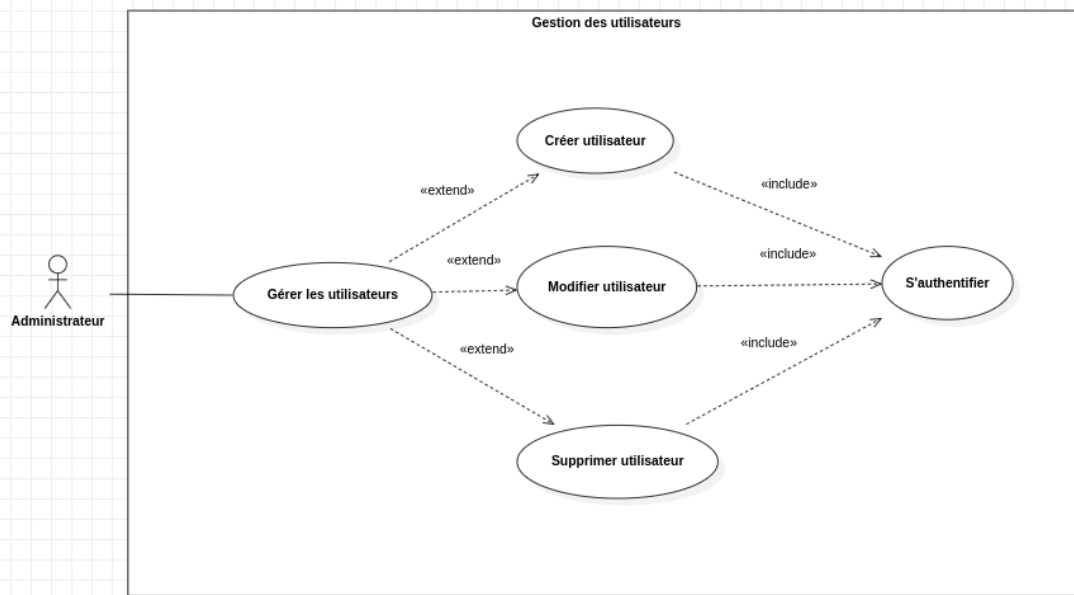 Gestion des utilisateurs
Créer utilisateur
«extend»
«include»
«extend»
«include»
Administrateur
Gérer les utilisateurs
Modifier utilisateur
S'authentifier
«extend»
«include»
Supprimer utilisateur